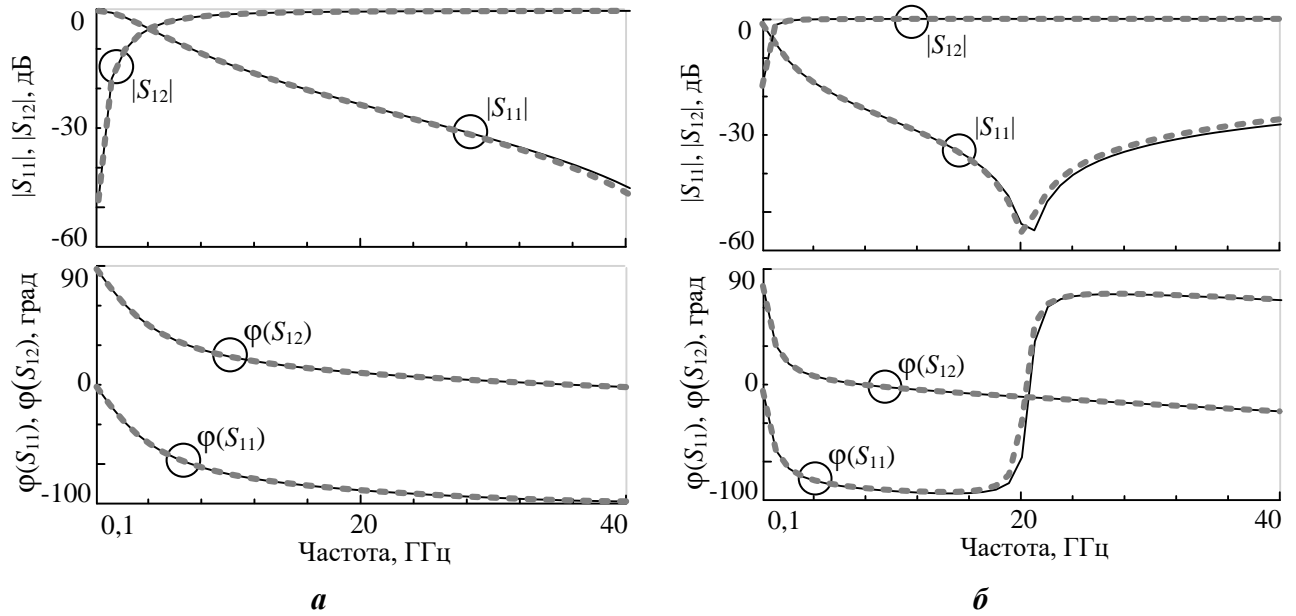 |S₁₁|, |S₁₂|, дБ
0
-30
-60
|S₁₂|
|S₁₁|
φ(S₁₁), φ(S₁₂), град
90
0
-100
φ(S₁₂)
φ(S₁₁)
0,1
20
40
Частота, ГГц
а
|S₁₁|, |S₁₂|, дБ
0
-30
-60
|S₁₂|
|S₁₁|
φ(S₁₁), φ(S₁₂), град
90
0
-100
φ(S₁₂)
φ(S₁₁)
0,1
20
40
Частота, ГГц
б